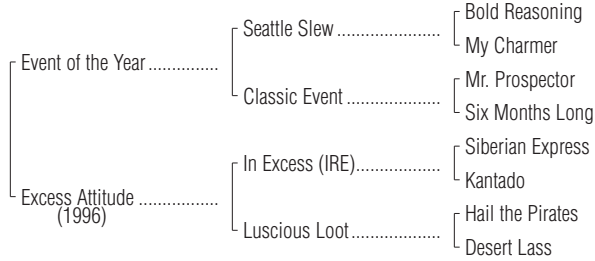 Bold Reasoning
Seattle Slew
My Charmer
Event of the Year
Mr. Prospector
Classic Event
Six Months Long
Siberian Express
In Excess (IRE)
Kantado
Excess Attitude
(1996)
Hail the Pirates
Luscious Loot
Desert Lass